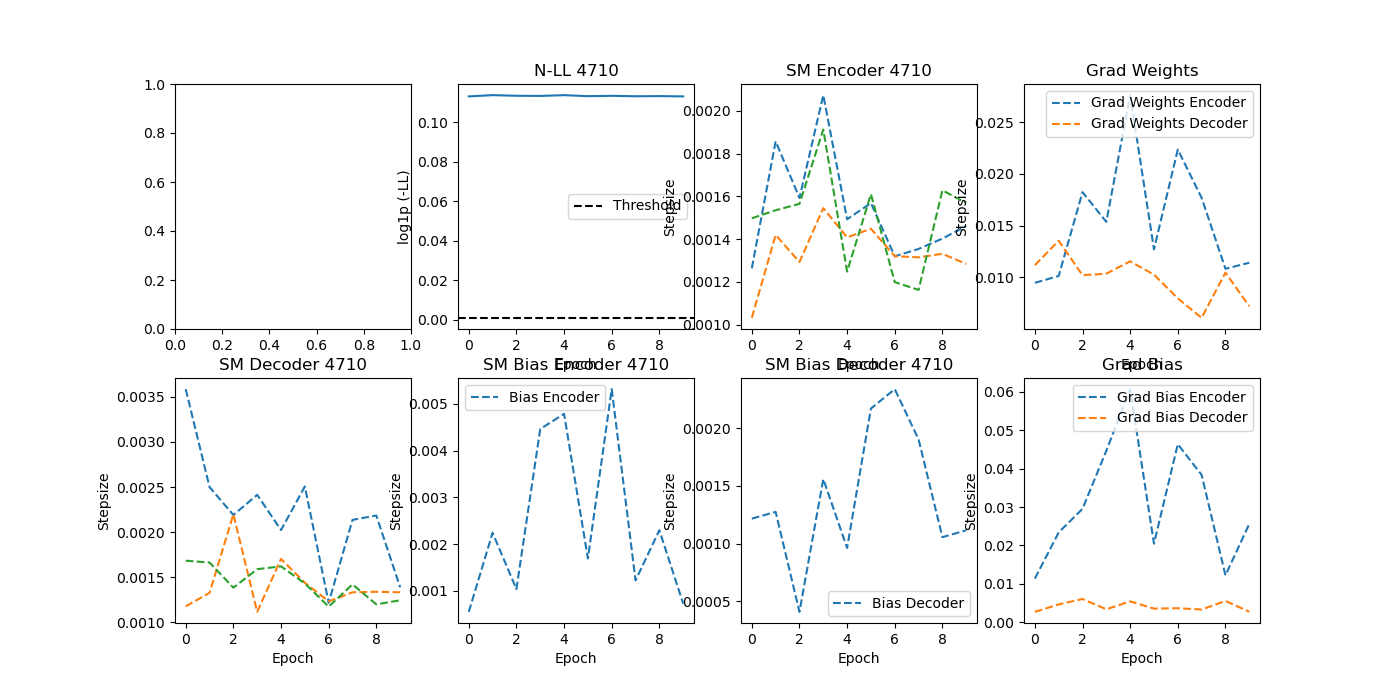 N-LL 4710
SM Encoder 4710
Grad Weights
1.0
0.8
0.6
0.4
0.2
0.0
0.0 0.2 0.4 0.6 0.8 1.0
log1p (-LL)
0.10
0.08
0.06
0.04
0.02
0.00
Threshold
0 2 4 6 8
Epoch
Stepsize
0.0020
0.0018
0.0016
0.0014
0.0012
0.0010
0 2 4 6 8
Epoch
Stepsize
0.025
0.020
0.015
0.010
Grad Weights Encoder
Grad Weights Decoder
0 2 4 6 8
Epoch
SM Decoder 4710
SM Bias Encoder 4710
SM Bias Decoder 4710
Grad Bias
Stepsize
0.0035
0.0030
0.0025
0.0020
0.0015
0.0010
0 2 4 6 8
Epoch
Stepsize
0.005
0.004
0.003
0.002
0.001
Bias Encoder
0 2 4 6 8
Epoch
Stepsize
0.0020
0.0015
0.0010
0.0005
Bias Decoder
0 2 4 6 8
Epoch
Stepsize
0.06
0.05
0.04
0.03
0.02
0.01
0.00
Grad Bias Encoder
Grad Bias Decoder
0 2 4 6 8
Epoch